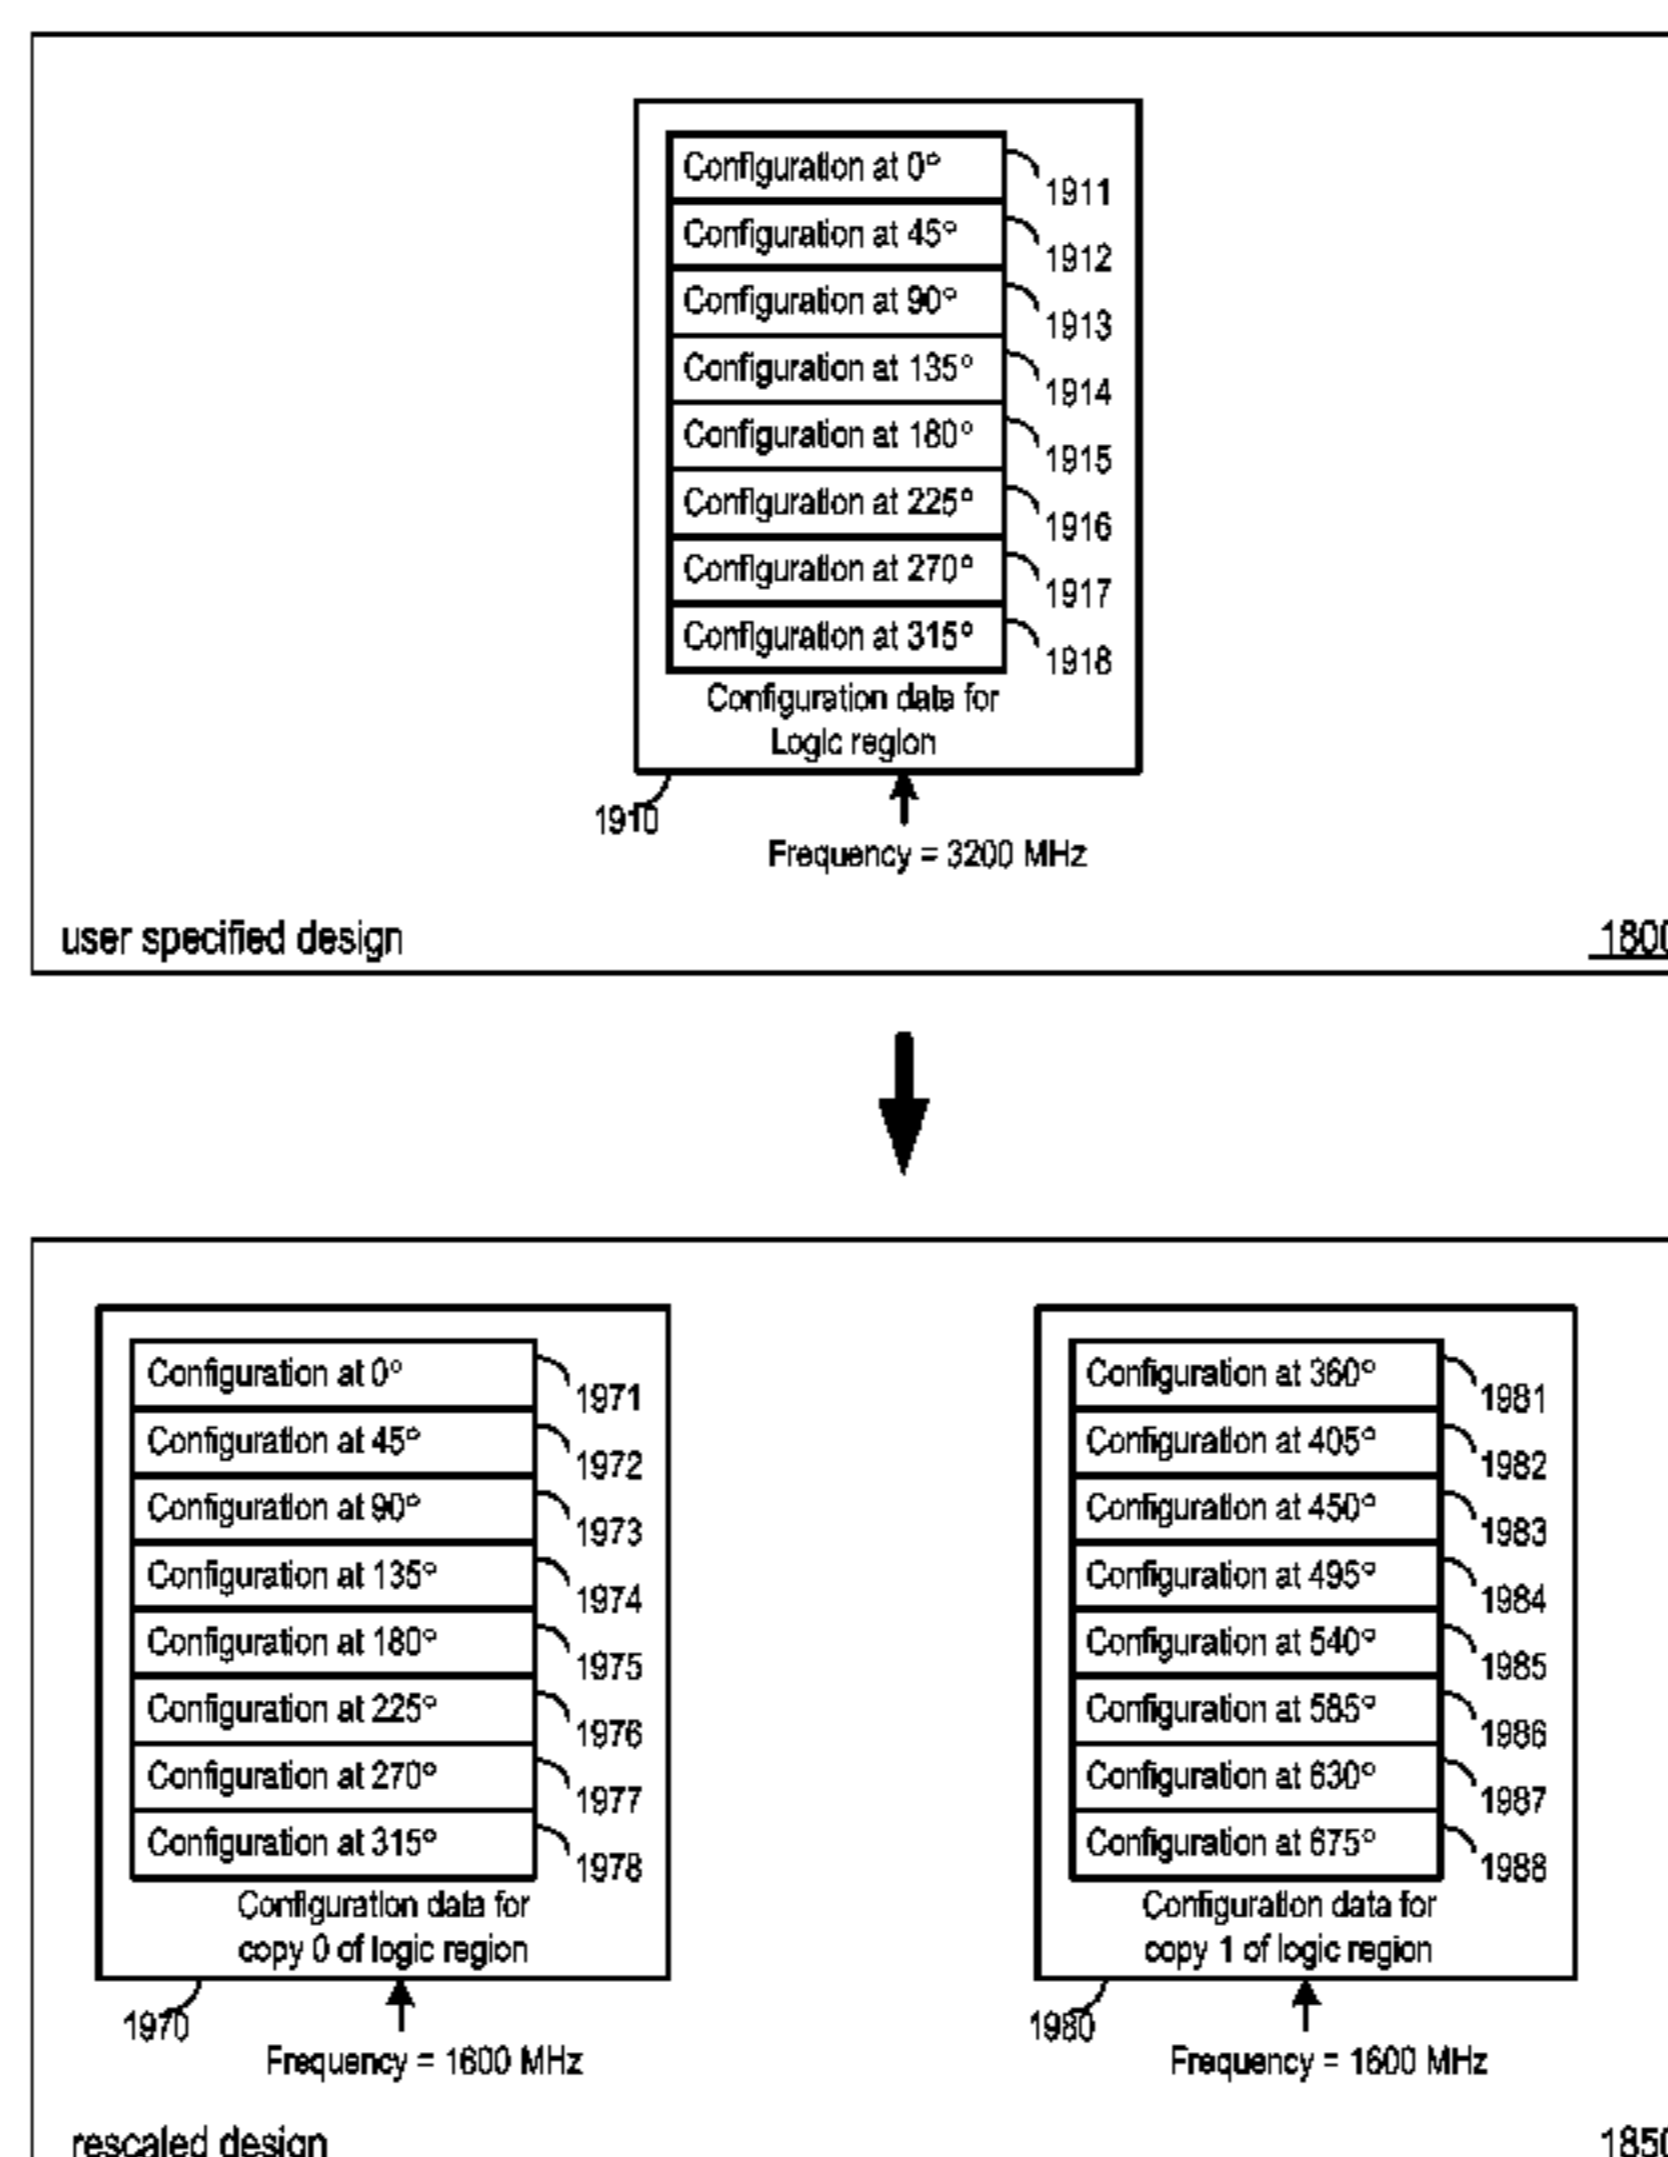 Configuration at 0°
1911
Configuration at 45°
1912
Configuration at 90°
1913
Configuration at 135°
1914
Configuration at 180°
1915
Configuration at 225°
1916
Configuration at 270°
1917
Configuration at 315°
1918
Configuration data for
Logic region
1910
Frequency = 3200 MHz
user specified design
1800
Configuration at 0°
1971
Configuration at 45°
1972
Configuration at 90°
1973
Configuration at 135°
1974
Configuration at 180°
1975
Configuration at 225°
1976
Configuration at 270°
1977
Configuration at 315°
1978
Configuration data for
copy 0 of logic region
1970
Frequency = 1600 MHz
Configuration at 360°
1981
Configuration at 405°
1982
Configuration at 450°
1983
Configuration at 495°
1984
Configuration at 540°
1985
Configuration at 585°
1986
Configuration at 630°
1987
Configuration at 675°
1988
Configuration data for
copy 1 of logic region
1980
Frequency = 1600 MHz
rescaled design
1850